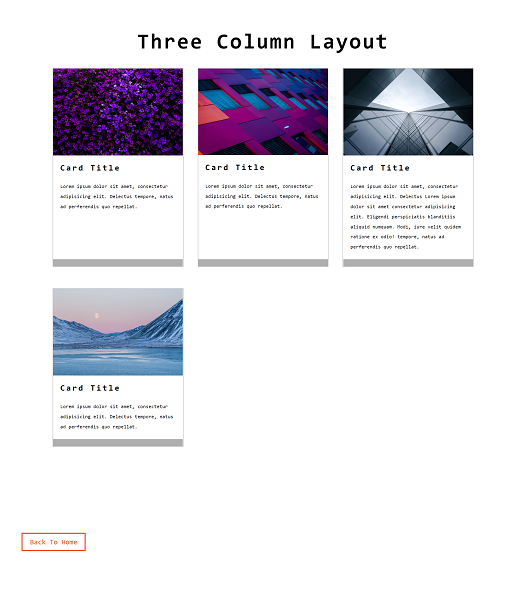 Three Column Layout
Card Title
Lorem ipsum dolor sit amet, consectetur
adipisicing elit. Delectus tempore, natus
ad perferendis quo repellat.
Card Title
Lorem ipsum dolor sit amet, consectetur
adipisicing elit. Delectus tempore, natus
ad perferendis quo repellat.
Card Title
Lorem ipsum dolor sit amet, consectetur
adipisicing elit. Delectus Lorem ipsum
dolor sit amet consectetur adipisicing
elit. Eligendi perspiciatis blanditiis
aliquid numquam. Modi, iure velit quidem
ratione ex odio! tempore, natus ad
perferendis quo repellat.
Card Title
Lorem ipsum dolor sit amet, consectetur
adipisicing elit. Delectus tempore, natus
ad perferendis quo repellat.
Back To Home